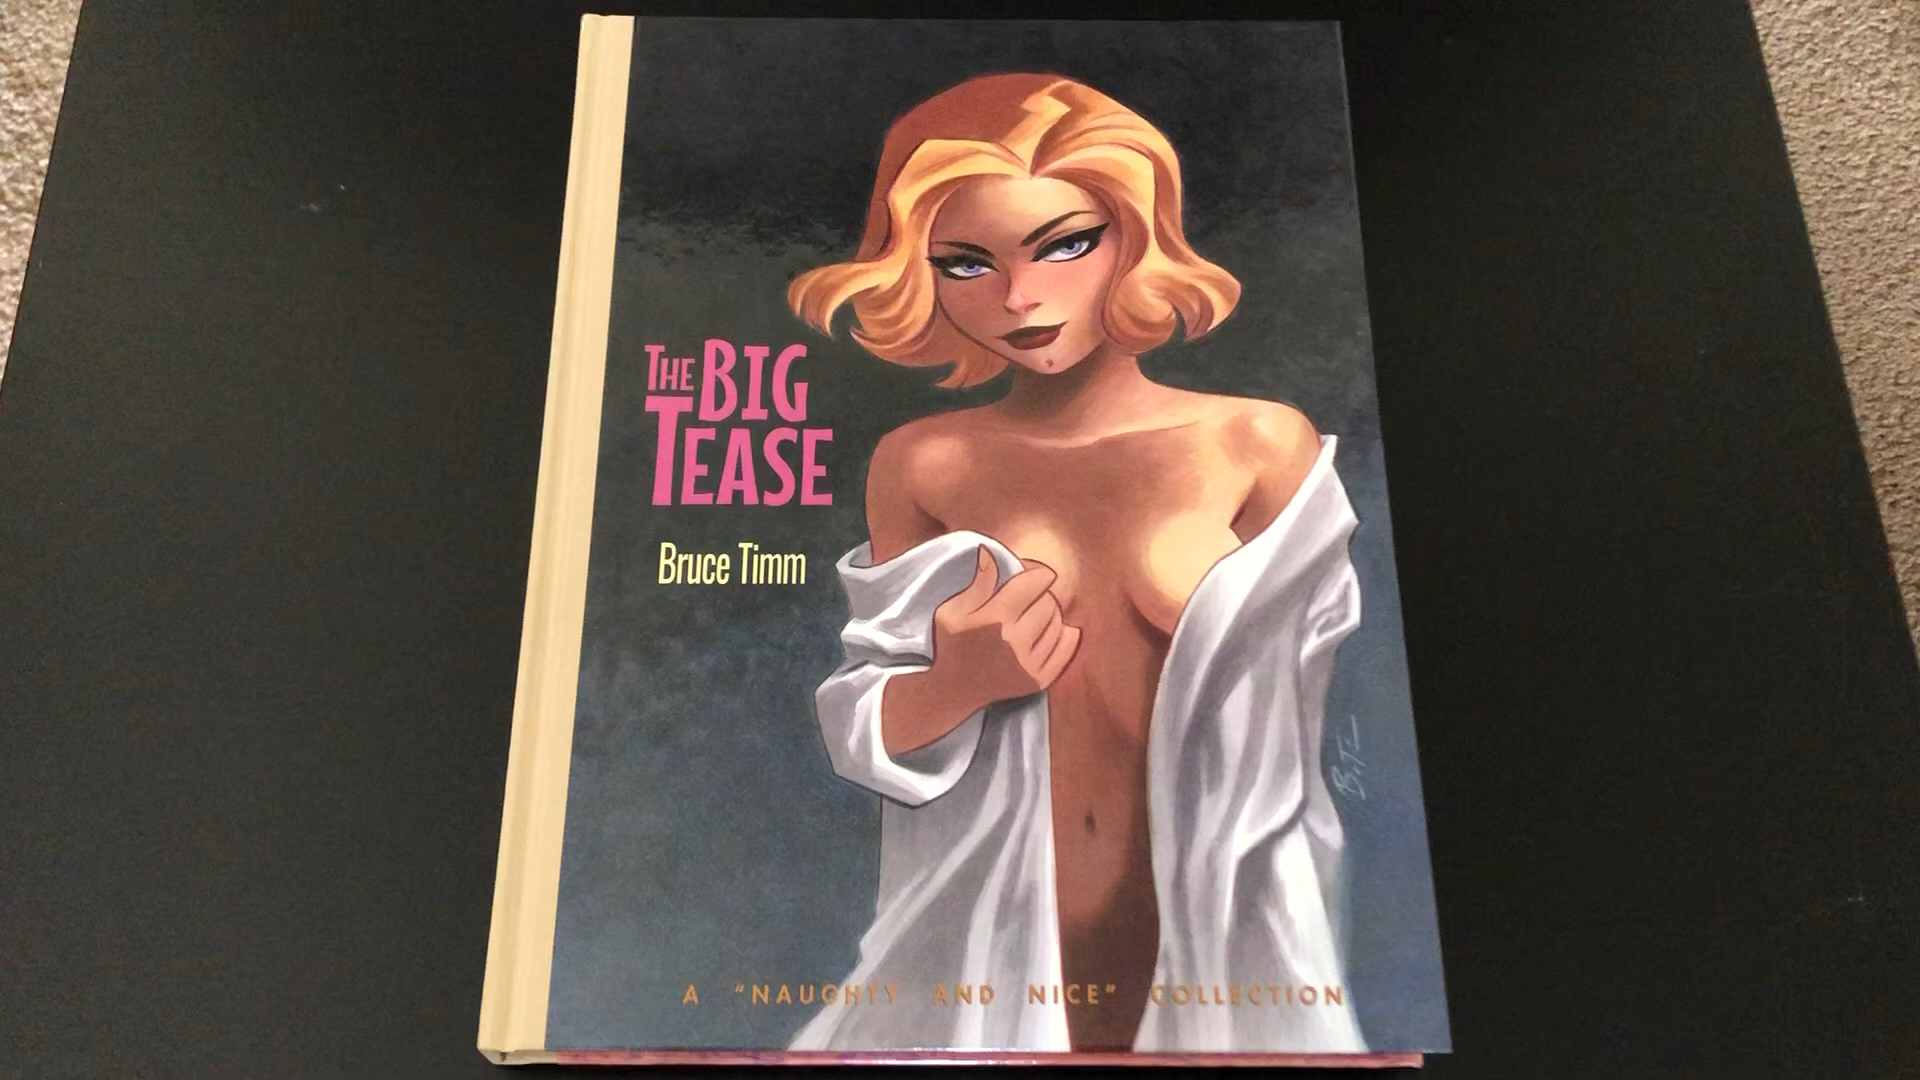 THE BIG
TEASE
Bruce Timm
B.T
A "NAUGHTY AND NICE" COLLECTION